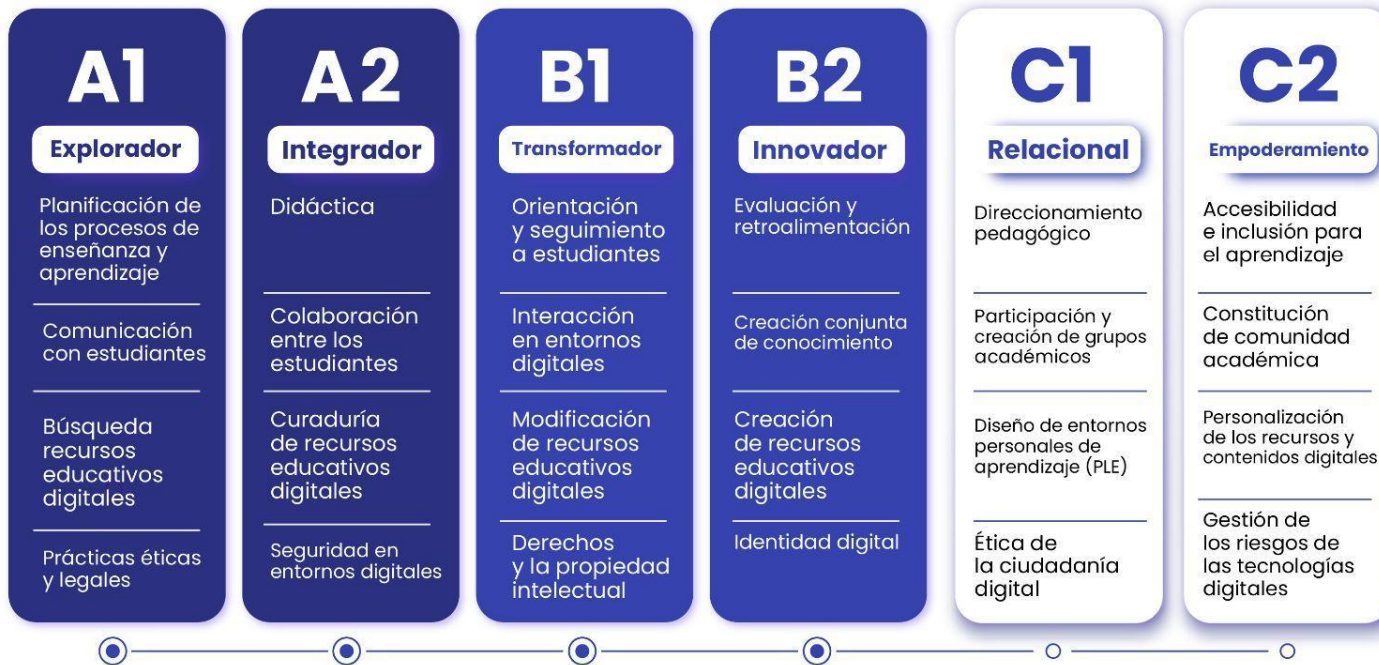 A1
Explorador
Planificación de
los procesos de
enseñanza y
aprendizaje
Comunicación
con estudiantes
Búsqueda
recursos
educativos
digitales
Prácticas éticas
y legales
A2
Integrador
Didáctica
Colaboración
entre los
estudiantes
Curaduría
de recursos
educativos
digitales
Seguridad en
entornos digitales
B1
Transformador
Orientación
y seguimiento
a estudiantes
Interacción
en entornos
digitales
Modificación
de recursos
educativos
digitales
Derechos
y la propiedad
intelectual
B2
Innovador
Evaluación y
retroalimentación
Creación conjunta
de conocimiento
Creación
de recursos
educativos
digitales
Identidad digital
C1
Relacional
Direccionamiento
pedagógico
Participación y
creación de grupos
académicos
Diseño de entornos
personales de
aprendizaje (PLE)
Ética de
la ciudadanía
digital
C2
Empoderamiento
Accesibilidad
e inclusión para
el aprendizaje
Constitución
de comunidad
académica
Personalización
de los recursos y
contenidos digitales
Gestión de
los riesgos de
las tecnologías
digitales